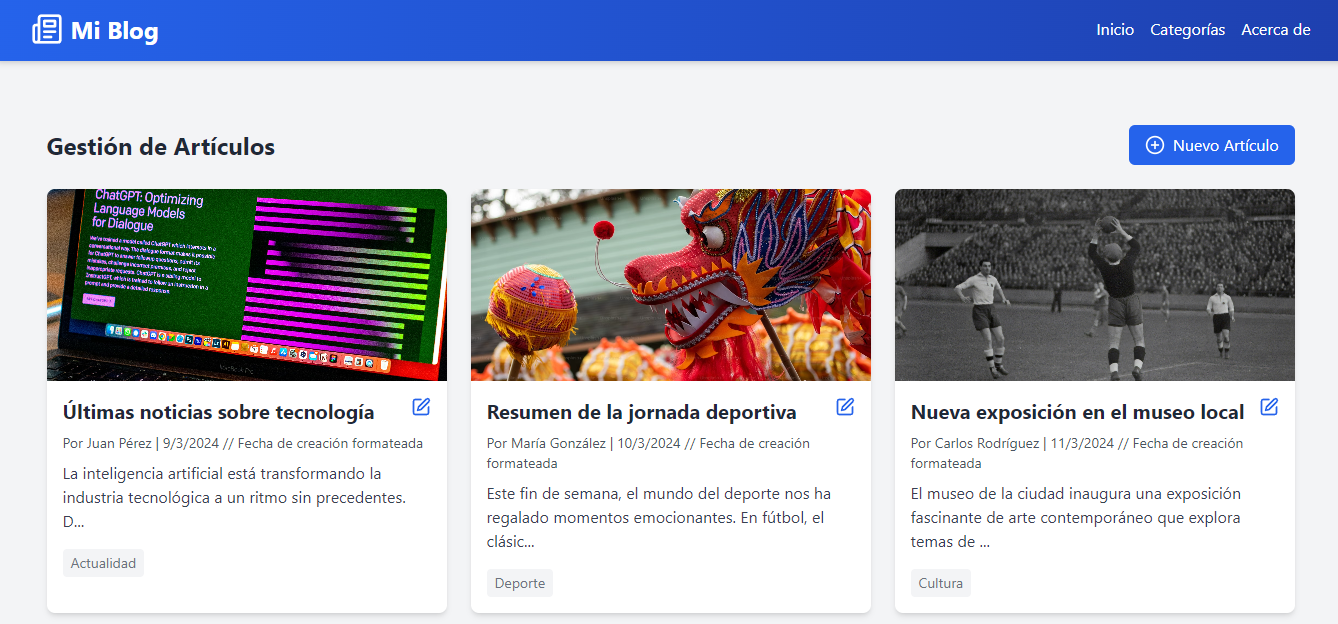 Mi Blog
Inicio Categorías Acerca de
Gestión de Artículos
Nuevo Artículo
ChatGPT: Optimizing
Language Models
for Dialogue
Últimas noticias sobre tecnología
Por Juan Pérez | 9/3/2024 // Fecha de creación formateada
La inteligencia artificial está transformando la
industria tecnológica a un ritmo sin precedentes.
D...
Actualidad
Resumen de la jornada deportiva
Por María González | 10/3/2024 // Fecha de creación
formateada
Este fin de semana, el mundo del deporte nos ha
regalado momentos emocionantes. En fútbol, el
clásic...
Deporte
Nueva exposición en el museo local
Por Carlos Rodríguez | 11/3/2024 // Fecha de creación
formateada
El museo de la ciudad inaugura una exposición
fascinante de arte contemporáneo que explora
temas de ...
Cultura